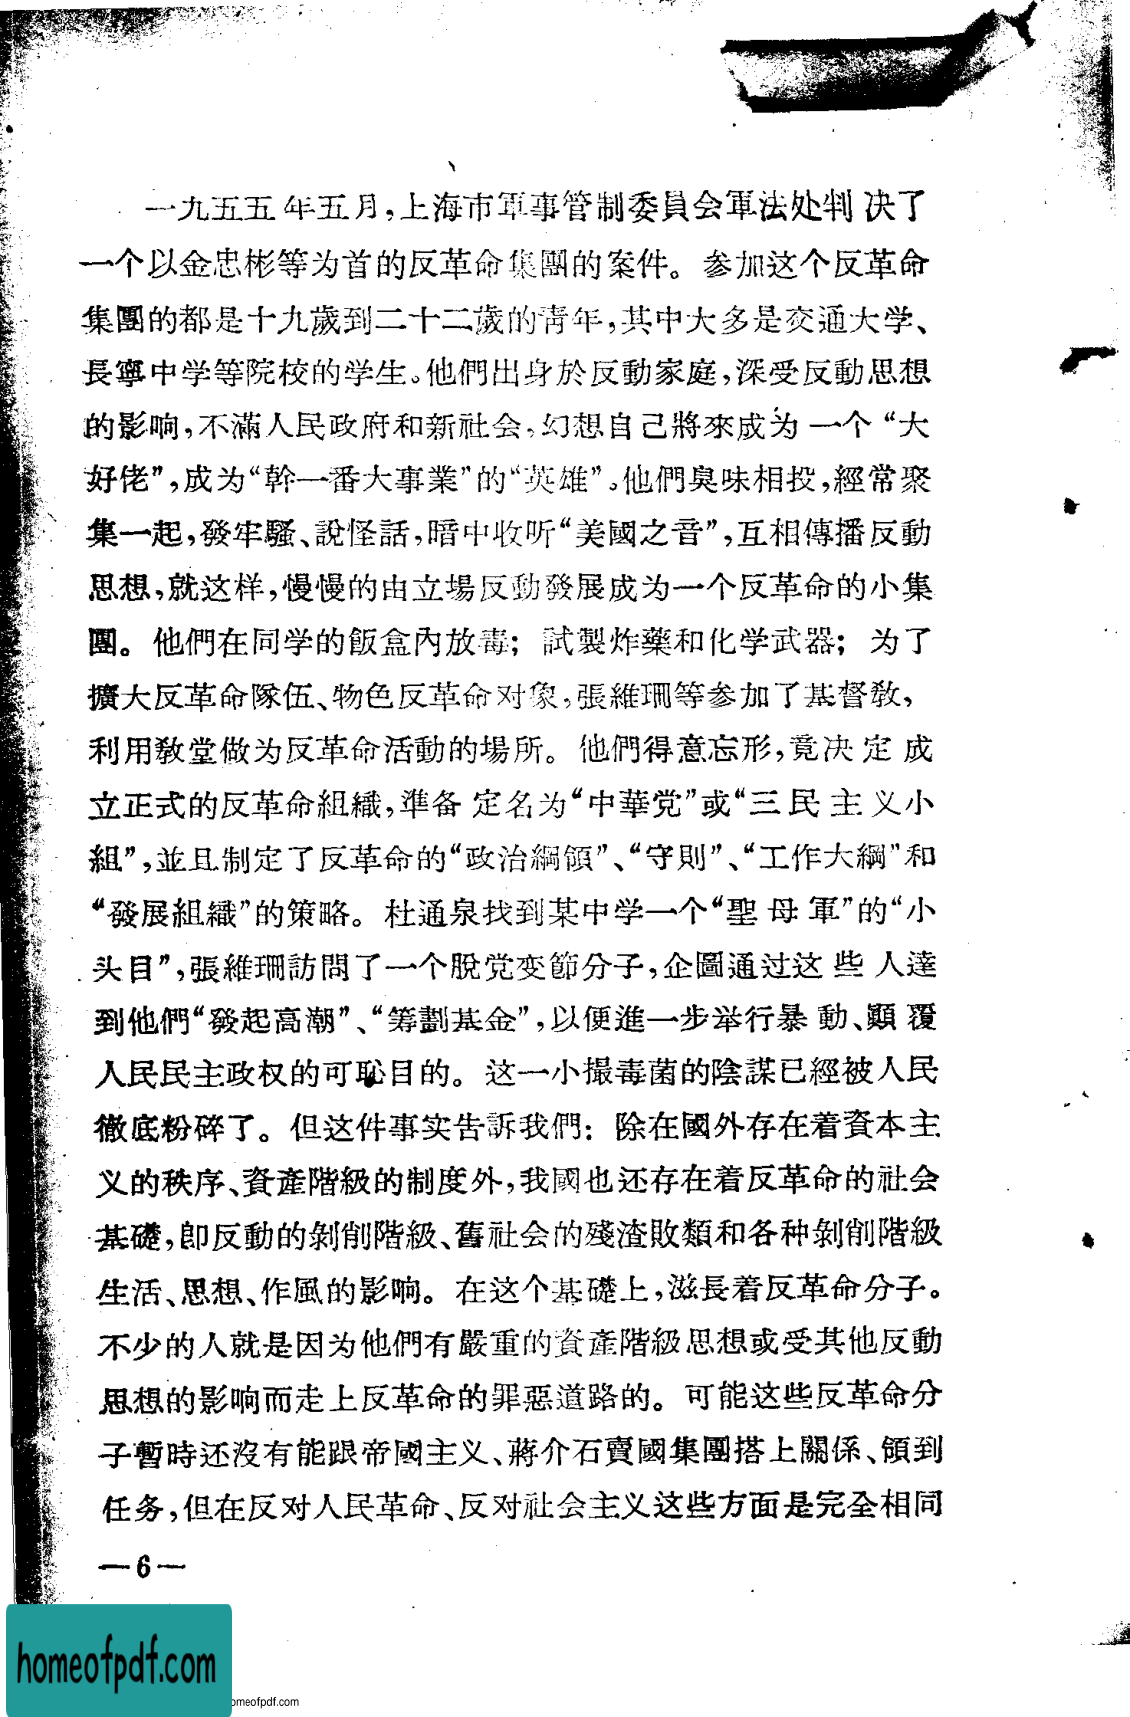 一九五五年五月，上海市軍事管制委員会軍法处判决了
一个以金忠彬等为首的反革命集團的案件。参加这个反革命
集團的都是十九歲到二十二歲的青年，其中大多是交通大学、
長寧中学等院校的学生。他們出身於反動家庭，深受反動思想
的影响，不滿人民政府和新社会，幻想自己將來成为一个“大
好佬”，成为“幹一番大事業”的“英雄”。他們臭味相投，經常聚
集一起，發牢騷、說怪話，暗中收听“美國之音”，互相傳播反動
思想，就这样，慢慢的由立場反動發展成为一个反革命的小集
團。他們在同学的飯盒內放毒；試製炸藥和化学武器；为了
擴大反革命隊伍、物色反革命对象，張維珊等参加了基督教，
利用教堂做为反革命活動的場所。他們得意忘形，竟决定成
立正式的反革命組織，準备定名为“中華党”或“三民主义小
組”，並且制定了反革命的“政治綱領”、“守則”、“工作大綱”和
“發展組織”的策略。杜通泉找到某中学一个“聖母軍”的“小
头目”，張維珊訪問了一个脫党变節分子，企圖通过这些人達
到他們“發起高潮”、“筹劃基金”，以便進一步举行暴動、顚覆
人民民主政权的可恥目的。这一小撮毒菌的陰謀已經被人民
徹底粉碎了。但这件事实告訴我們：除在國外存在着資本主
义的秩序、資產階級的制度外，我國也还存在着反革命的社会
基礎，卽反動的剝削階級、舊社会的殘渣敗類和各种剝削階級
生活、思想、作風的影响。在这个基礎上，滋長着反革命分子。
不少的人就是因为他們有嚴重的資產階級思想或受其他反動
思想的影响而走上反革命的罪惡道路的。可能这些反革命分
子暫時还沒有能跟帝國主义、蔣介石賣國集團搭上關係、領到
任务，但在反对人民革命、反对社会主义这些方面是完全相同
—6—
homeofpdf.com
omeofpdf.com